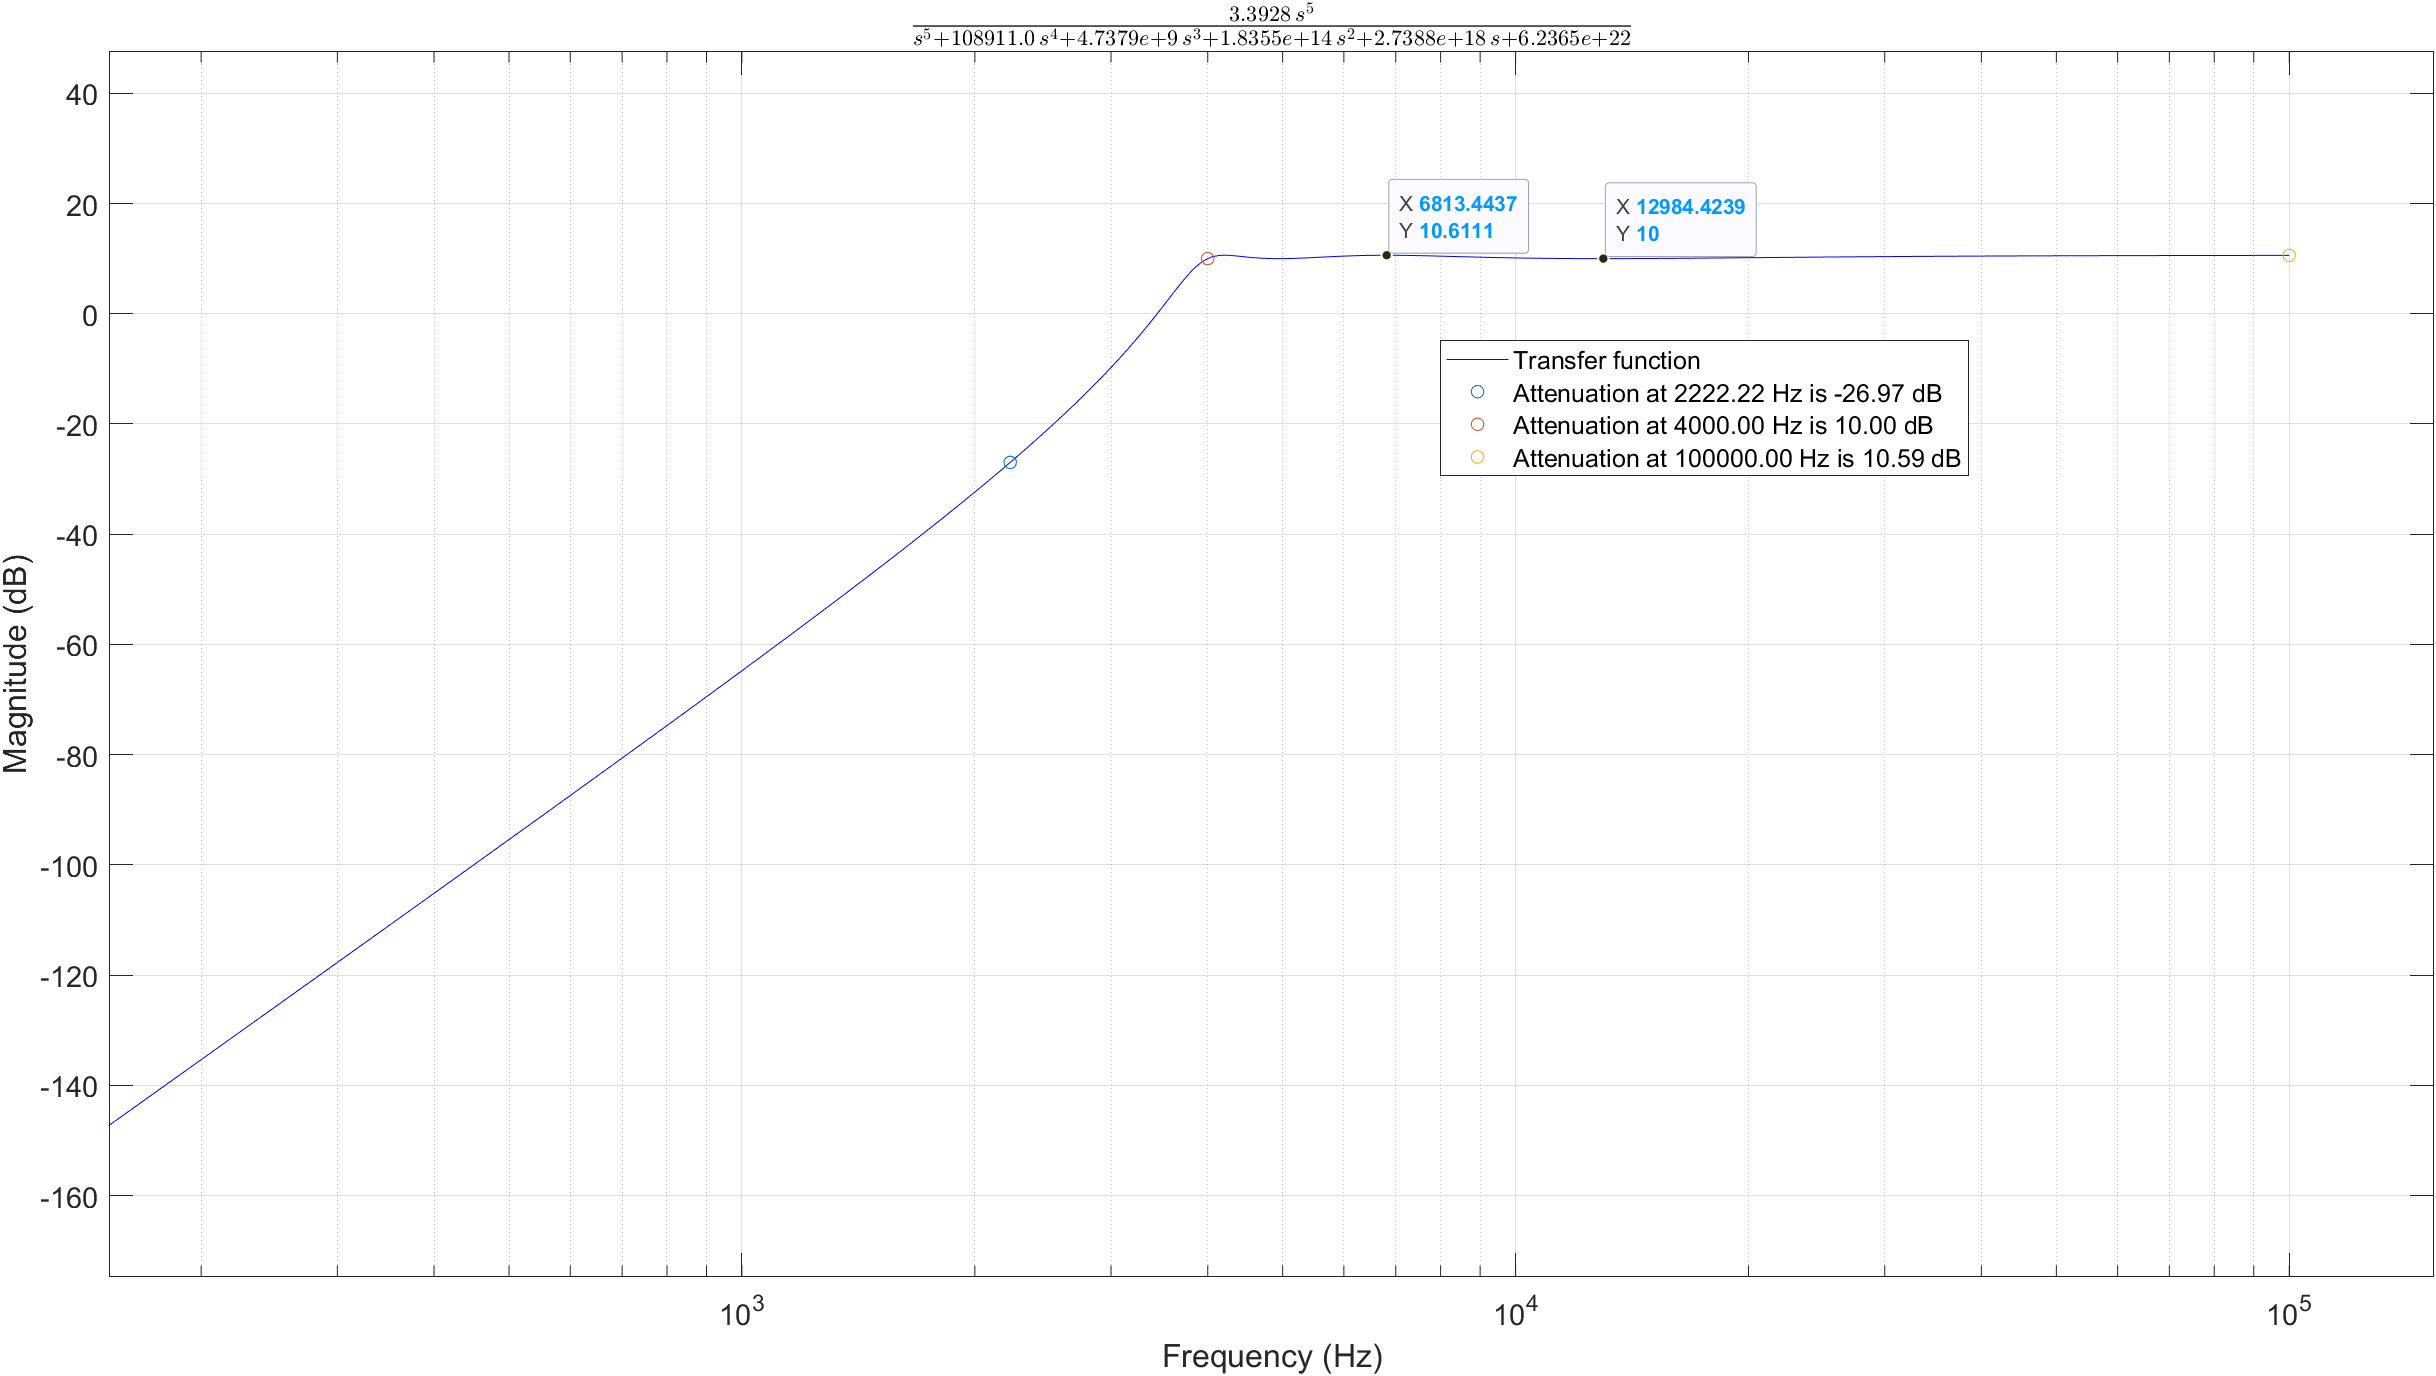 3.3928 s^5
s^5+108911.0 s^4+4.7379e+9 s^3+1.8355e+14 s^2+2.7388e+18 s+6.2365e+22
40
20
0
-20
-40
-60
-80
-100
-120
-140
-160
Magnitude (dB)
X 6813.4437
Y 10.6111
X 12984.4239
Y 10
Transfer function
Attenuation at 2222.22 Hz is -26.97 dB
Attenuation at 4000.00 Hz is 10.00 dB
Attenuation at 100000.00 Hz is 10.59 dB
10^3 10^4 10^5
Frequency (Hz)